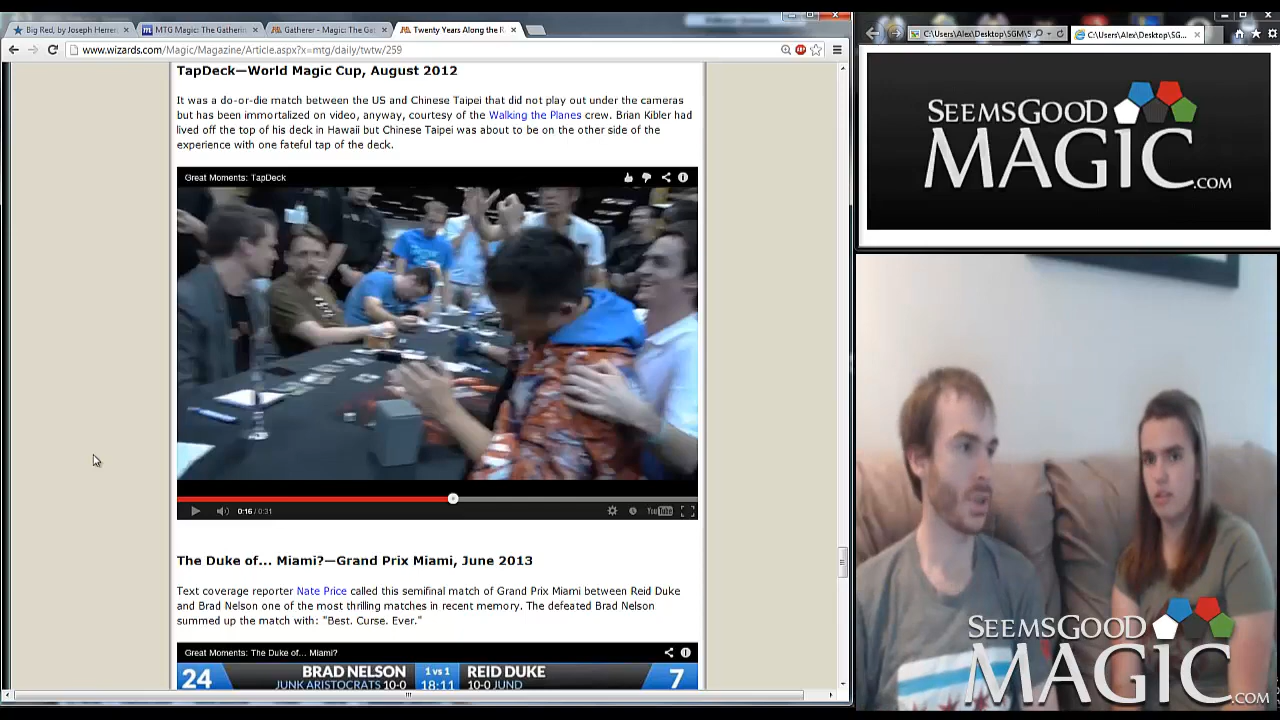 Big Red, by Joseph Herre
MTG Magic: The Gatherin
Gatherer - Magic: The Ga
Twenty Years Along the R
www.wizards.com/Magic/Magazine/Article.aspx?x=mtg/daily/twtw/259
C:\Users\Alex\Desktop\SGM\S
C:\Users\Alex\Desktop\SG...
TapDeck—World Magic Cup, August 2012
It was a do-or-die match between the US and Chinese Taipei that did not play out under the cameras
but has been immortalized on video, anyway, courtesy of the Walking the Planes crew. Brian Kibler had
lived off the top of his deck in Hawaii but Chinese Taipei was about to be on the other side of the
experience with one fateful tap of the deck.
Great Moments: TapDeck
0:16 / 0:31
YouTube
The Duke of... Miami?—Grand Prix Miami, June 2013
Text coverage reporter Nate Price called this semifinal match of Grand Prix Miami between Reid Duke
and Brad Nelson one of the most thrilling matches in recent memory. The defeated Brad Nelson
summed up the match with: "Best. Curse. Ever."
Great Moments: The Duke of... Miami?
24 BRAD NELSON 1 vs 1 REID DUKE 7
JUNK ARISTOCRATS 10-0 18:11 10-0 JUND
SEEMSGOOD
MAGIC.COM
SEEMSGOOD
MAGIC.COM